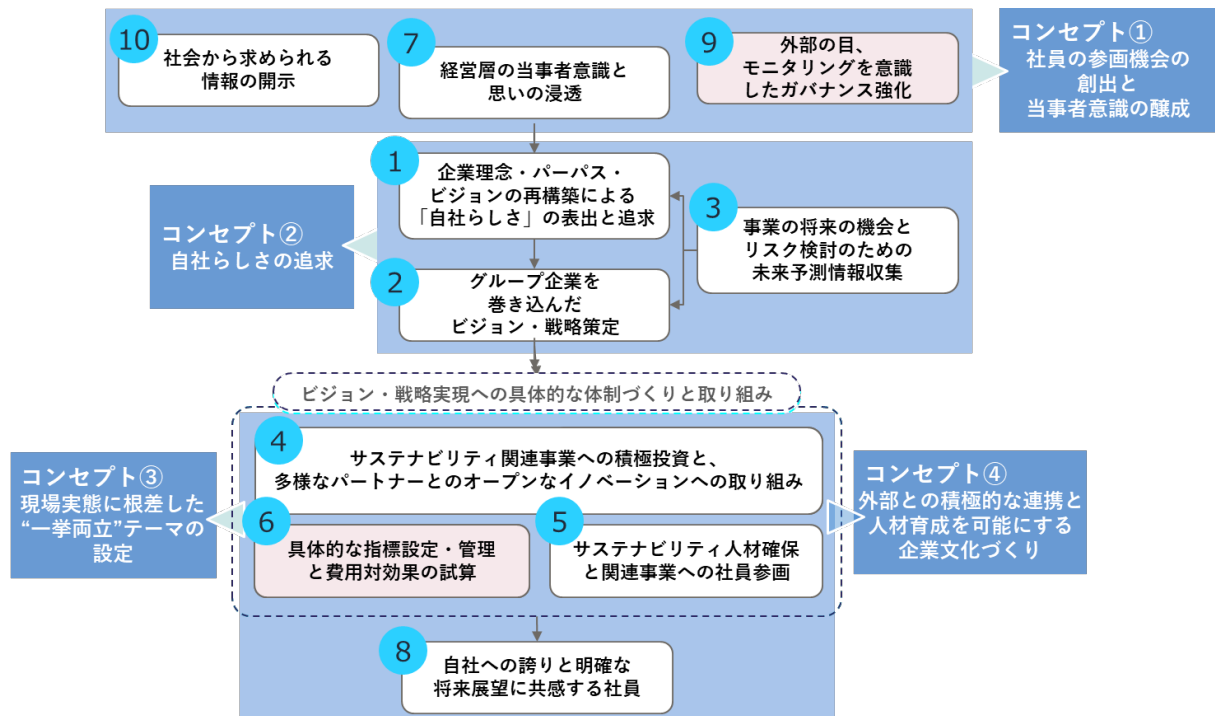 10
社会から求められる
情報の開示
7
経営層の当事者意識と
思いの浸透
9
外部の目、
モニタリングを意識
したガバナンス強化
コンセプト①
社員の参画機会の
創出と
当事者意識の醸成
1
企業理念・パーパス・
ビジョンの再構築による
「自社らしさ」の表出と追求
3
事業の将来の機会と
リスク検討のための
未来予測情報収集
コンセプト②
自社らしさの追求
2
グループ企業を
巻き込んだ
ビジョン・戦略策定
ビジョン・戦略実現への具体的な体制づくりと取り組み
4
サステナビリティ関連事業への積極投資と、
多様なパートナーとのオープンなイノベーションへの取り組み
コンセプト③
現場実態に根差した
“一挙両立”テーマの
設定
6
具体的な指標設定・管理
と費用対効果の試算
5
サステナビリティ人材確保
と関連事業への社員参画
コンセプト④
外部との積極的な連携と
人材育成を可能にする
企業文化づくり
8
自社への誇りと明確な
将来展望に共感する社員